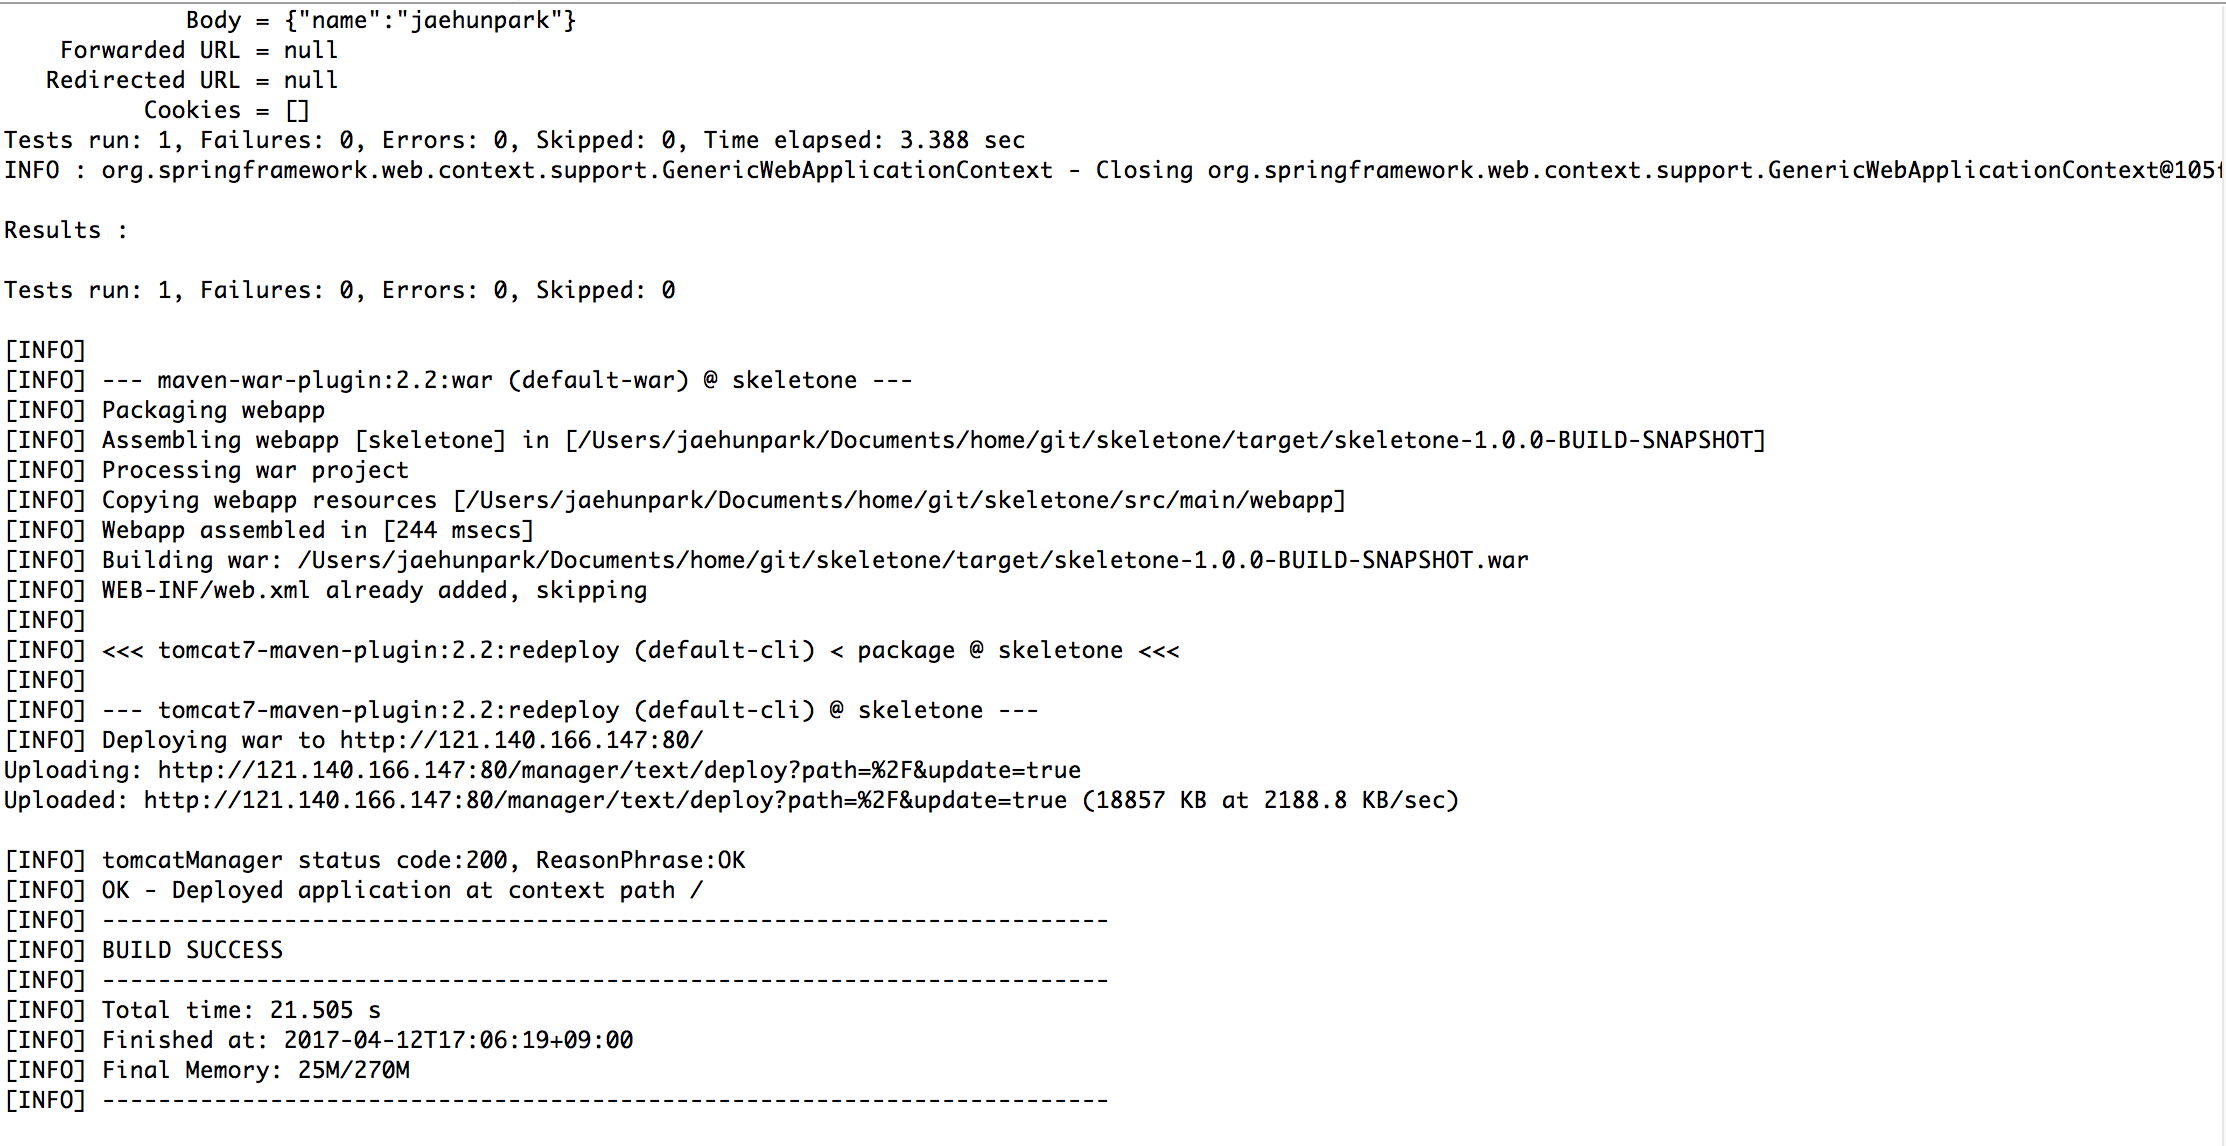 Body = {"name":"jaehunpark"}
Forwarded URL = null
Redirected URL = null
Cookies = []
Tests run: 1, Failures: 0, Errors: 0, Skipped: 0, Time elapsed: 3.388 sec
INFO : org.springframework.web.context.support.GenericWebApplicationContext - Closing org.springframework.web.context.support.GenericWebApplicationContext@105f
Results :
Tests run: 1, Failures: 0, Errors: 0, Skipped: 0
[INFO]
[INFO] --- maven-war-plugin:2.2:war (default-war) @ skeletone ---
[INFO] Packaging webapp
[INFO] Assembling webapp [skeletone] in [/Users/jaehunpark/Documents/home/git/skeletone/target/skeletone-1.0.0-BUILD-SNAPSHOT]
[INFO] Processing war project
[INFO] Copying webapp resources [/Users/jaehunpark/Documents/home/git/skeletone/src/main/webapp]
[INFO] Webapp assembled in [244 msecs]
[INFO] Building war: /Users/jaehunpark/Documents/home/git/skeletone/target/skeletone-1.0.0-BUILD-SNAPSHOT.war
[INFO] WEB-INF/web.xml already added, skipping
[INFO]
[INFO] <<< tomcat7-maven-plugin:2.2:redeploy (default-cli) < package @ skeletone <<<
[INFO]
[INFO] --- tomcat7-maven-plugin:2.2:redeploy (default-cli) @ skeletone ---
[INFO] Deploying war to http://121.140.166.147:80/
Uploading: http://121.140.166.147:80/manager/text/deploy?path=%2F&update=true
Uploaded: http://121.140.166.147:80/manager/text/deploy?path=%2F&update=true (18857 KB at 2188.8 KB/sec)
[INFO] tomcatManager status code:200, ReasonPhrase:OK
[INFO] OK - Deployed application at context path /
[INFO] ------------------------------------------------------------------------
[INFO] BUILD SUCCESS
[INFO] ------------------------------------------------------------------------
[INFO] Total time: 21.505 s
[INFO] Finished at: 2017-04-12T17:06:19+09:00
[INFO] Final Memory: 25M/270M
[INFO] ------------------------------------------------------------------------